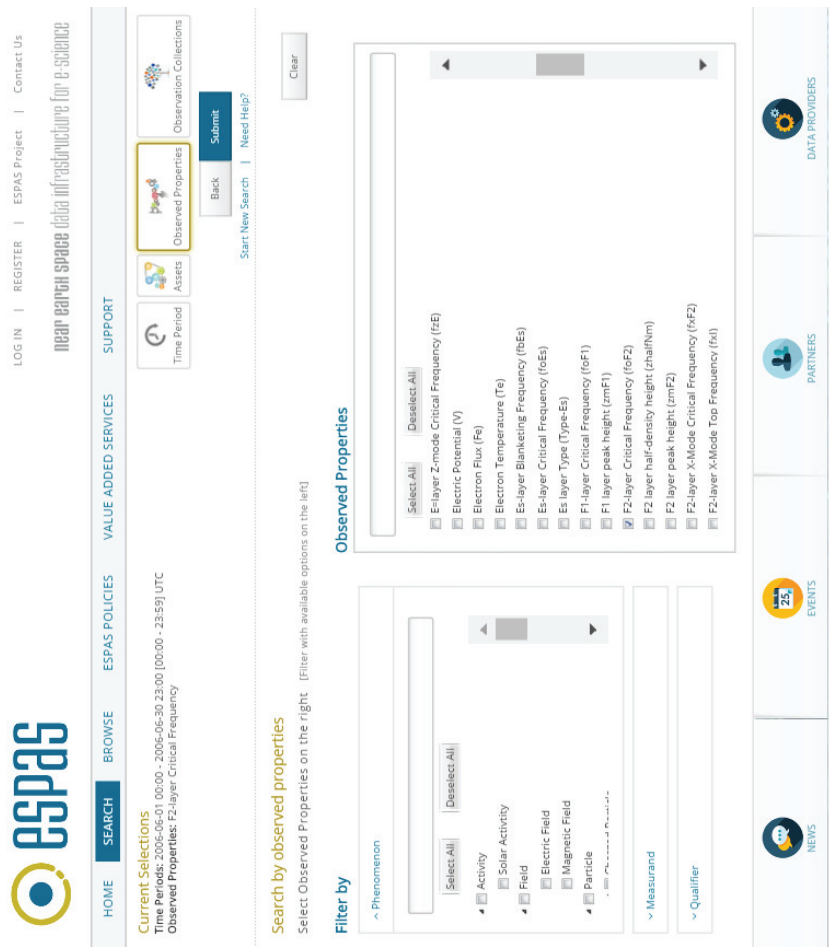 LOG IN | REGISTER | ESPAS Project | Contact Us
espas
near earth space data infrastructure for e-science
HOME SEARCH BROWSE ESPAS POLICIES VALUE ADDED SERVICES SUPPORT
Current Selections
Time Periods: 2006-06-01 00:00 - 2006-06-30 23:00 [00:00 - 23:59] UTC
Observed Properties: F2-layer Critical Frequency
Time Period
Assets
Observed Properties
Observation Collections
Back
Submit
Start New Search | Need Help?
Search by observed properties
Select Observed Properties on the right [Filter with available options on the left]
Clear
Filter by
Phenomenon
Select All Deselect All
Activity
Solar Activtity
Field
Electric Field
Magnetic Field
Particle
Charged Particle
Measurand
Qualifier
Observed Properties
Select All Deselect All
E=layer Z-mode Critical Frequency (fzE)
Electric Potential (V)
Electron Flux (Fe)
Electron Temperature (Te)
Es-layer Blanketing Frequency (fbEs)
Es-layer Critical Frequency (foEs)
Es layer Type (Type-Es)
F1-layer Critical Frequency (foF1)
F1 layer peak height (zmF1)
F2-layer Critical Frequency (foF2)
F2 layer half-density height (zhalfNm)
F2 layer peak height (zmF2)
F2-layer X-Mode Critical Frequency (fxF2)
F2-layer X-Mode Top Frequency (fxI)
25
NEWS
EVENTS
PARTNERS
DATA PROVIDERS